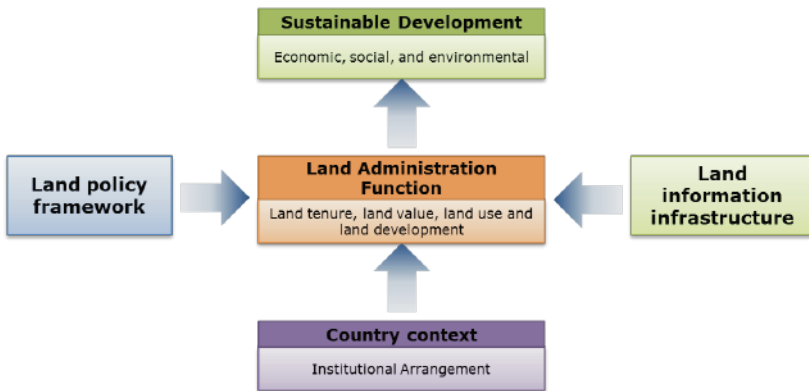 Sustainable Development
Economic, social, and environmental
Land policy
framework
Land Administration
Function
Land tenure, land value, land use and
land development
Land
information
infrastructure
Country context
Institutional Arrangement